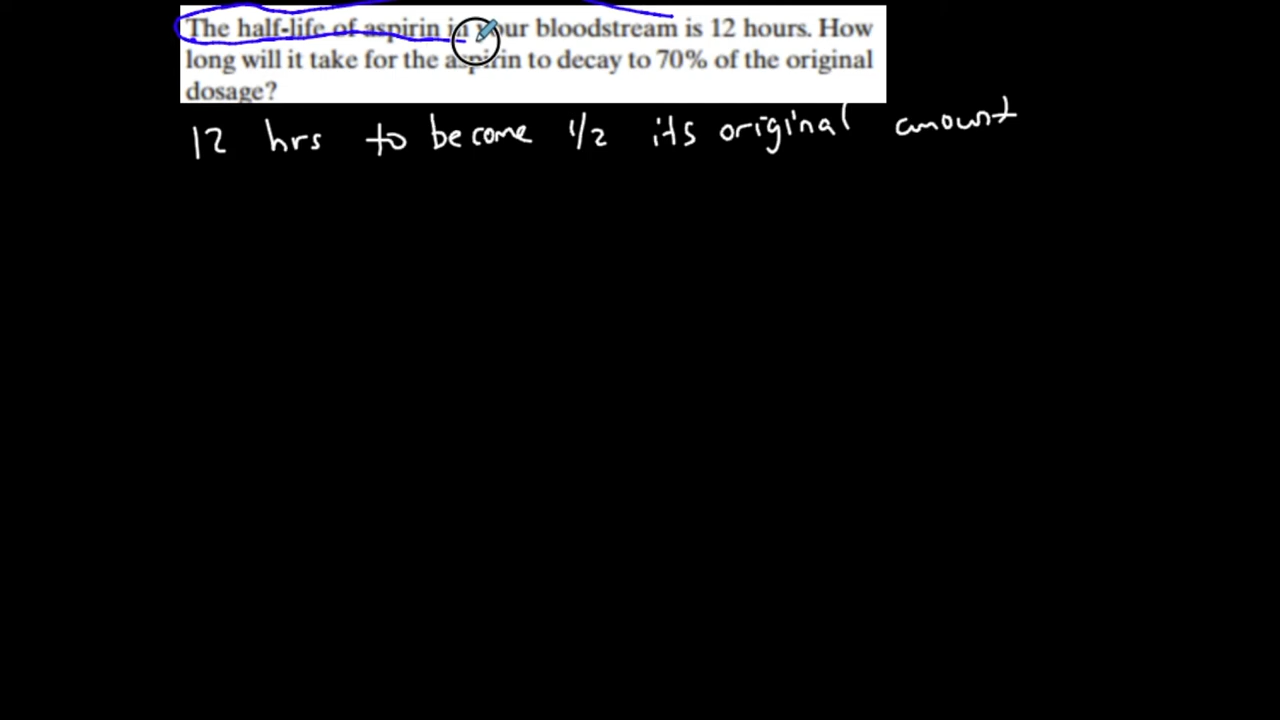 The half-life of aspirin in your bloodstream is 12 hours. How
long will it take for the aspirin to decay to 70% of the original
dosage?
12 hrs to become 1/2 its original amount